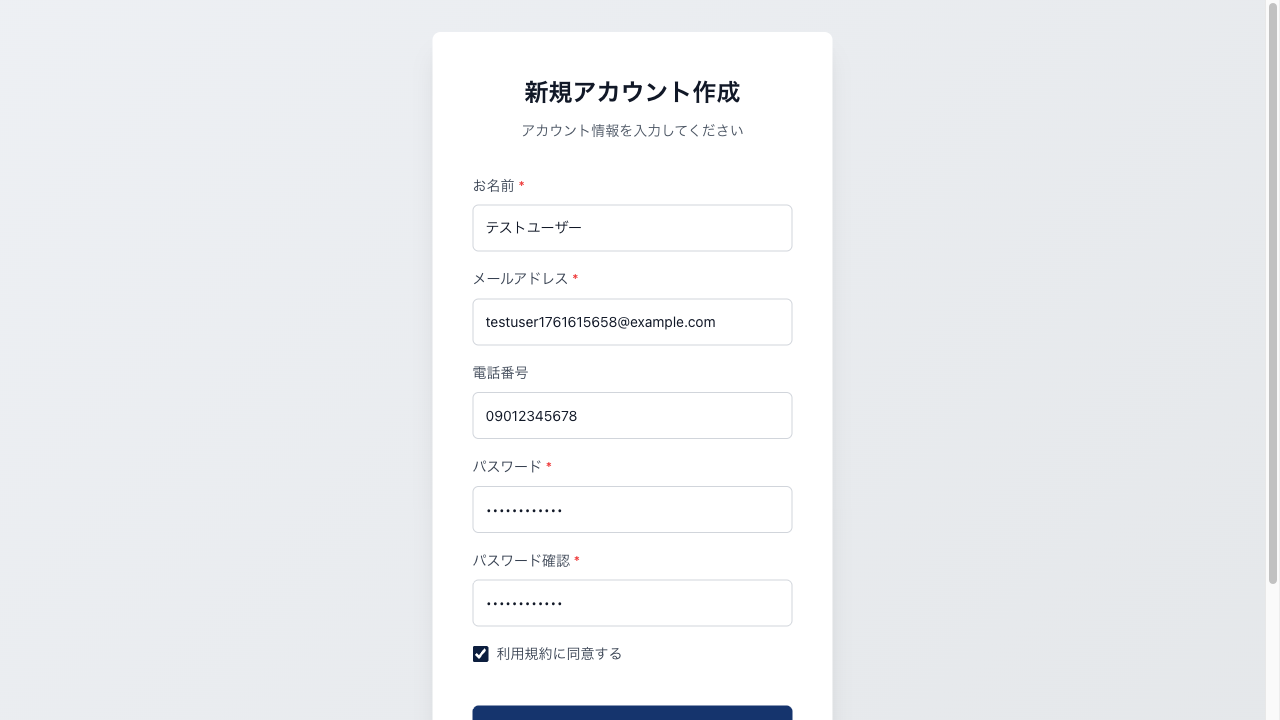 新規アカウント作成
アカウント情報を入力してください
お名前 *
テストユーザー
メールアドレス *
testuser1761615658@example.com
電話番号
09012345678
パスワード *
••••••••••••
パスワード確認 *
••••••••••••
利用規約に同意する